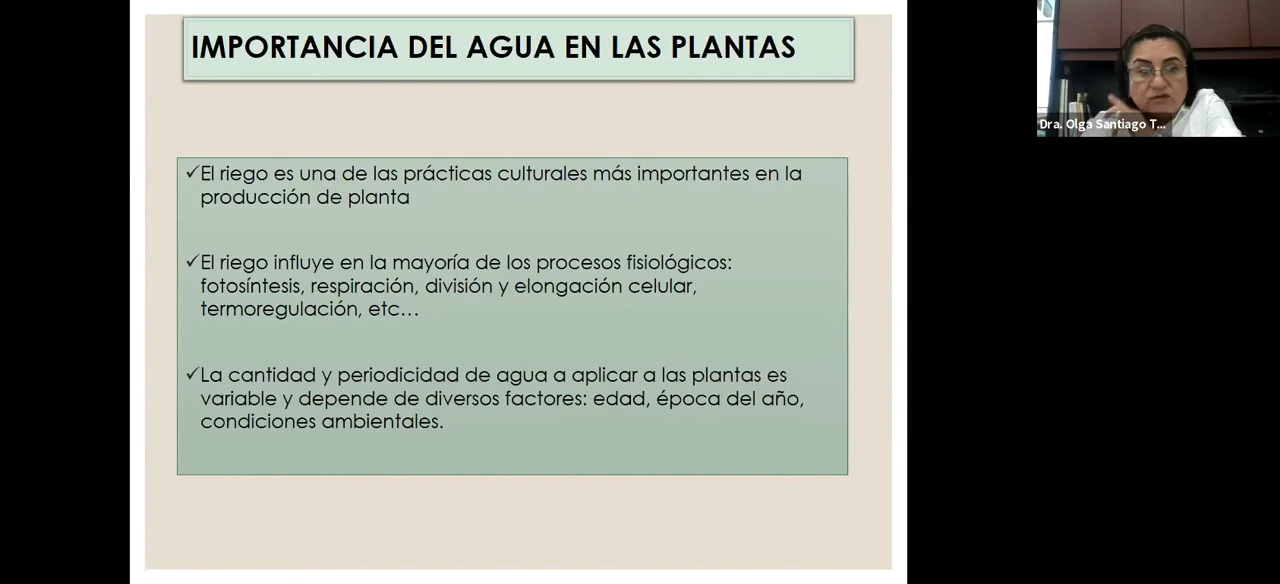 IMPORTANCIA DEL AGUA EN LAS PLANTAS
✓El riego es una de las prácticas culturales más importantes en la
producción de planta
✓El riego influye en la mayoría de los procesos fisiológicos:
fotosíntesis, respiración, división y elongación celular,
termoregulación, etc…
✓La cantidad y periodicidad de agua a aplicar a las plantas es
variable y depende de diversos factores: edad, época del año,
condiciones ambientales.
Dra. Olga Santiago T...